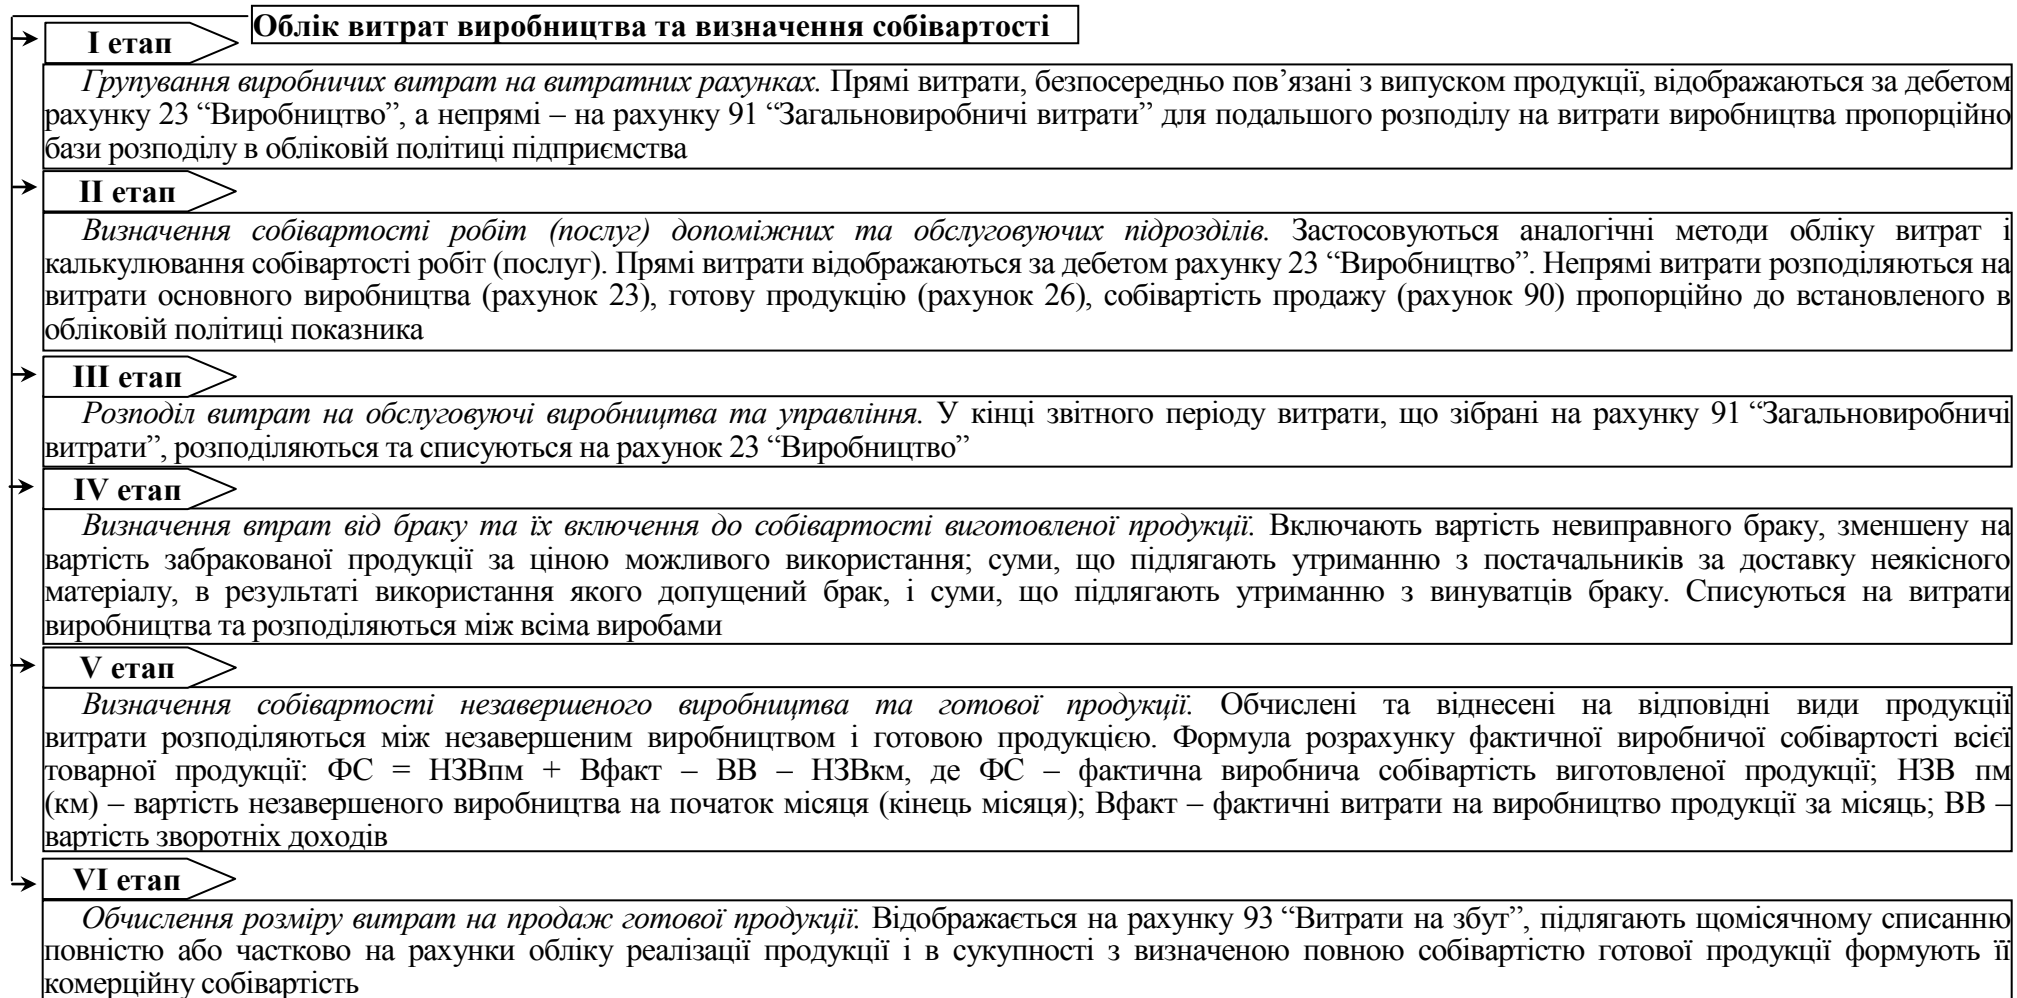 Облік витрат виробництва та визначення собівартості
І етап
Групування виробничих витрат на витратних рахунках. Прямі витрати, безпосередньо пов’язані з випуском продукції, відображаються за дебетом
рахунку 23 “Виробництво”, а непрямі – на рахунку 91 “Загальновиробничі витрати” для подальшого розподілу на витрати виробництва пропорційно
бази розподілу в обліковій політиці підприємства
ІІ етап
Визначення собівартості робіт (послуг) допоміжних та обслуговуючих підрозділів. Застосовуються аналогічні методи обліку витрат і
калькулювання собівартості робіт (послуг). Прямі витрати відображаються за дебетом рахунку 23 “Виробництво”. Непрямі витрати розподіляються на
витрати основного виробництва (рахунок 23), готову продукцію (рахунок 26), собівартість продажу (рахунок 90) пропорційно до встановленого в
обліковій політиці показника
ІІІ етап
Розподіл витрат на обслуговуючі виробництва та управління. У кінці звітного періоду витрати, що зібрані на рахунку 91 “Загальновиробничі
витрати”, розподіляються та списуються на рахунок 23 “Виробництво”
IV етап
Визначення втрат від браку та їх включення до собівартості виготовленої продукції. Включають вартість невиправного браку, зменшену на
вартість забракованої продукції за ціною можливого використання; суми, що підлягають утриманню з постачальників за доставку неякісного
матеріалу, в результаті використання якого допущений брак, і суми, що підлягають утриманню з винуватців браку. Списуються на витрати
виробництва та розподіляються між всіма виробами
V етап
Визначення собівартості незавершеного виробництва та готової продукції. Обчислені та віднесені на відповідні види продукції
витрати розподіляються між незавершеним виробництвом і готовою продукцією. Формула розрахунку фактичної виробничої собівартості всієї
товарної продукції: ФС = НЗВпм + Вфакт – ВВ – НЗВкм, де ФС – фактична виробнича собівартість виготовленої продукції; НЗВ пм
(км) – вартість незавершеного виробництва на початок місяця (кінець місяця); Вфакт – фактичні витрати на виробництво продукції за місяць; ВВ –
вартість зворотніх доходів
VI етап
Обчислення розміру витрат на продаж готової продукції. Відображається на рахунку 93 “Витрати на збут”, підлягають щомісячному списанню
повністю або частково на рахунки обліку реалізації продукції і в сукупності з визначеною повною собівартістю готової продукції формують її
комерційну собівартість